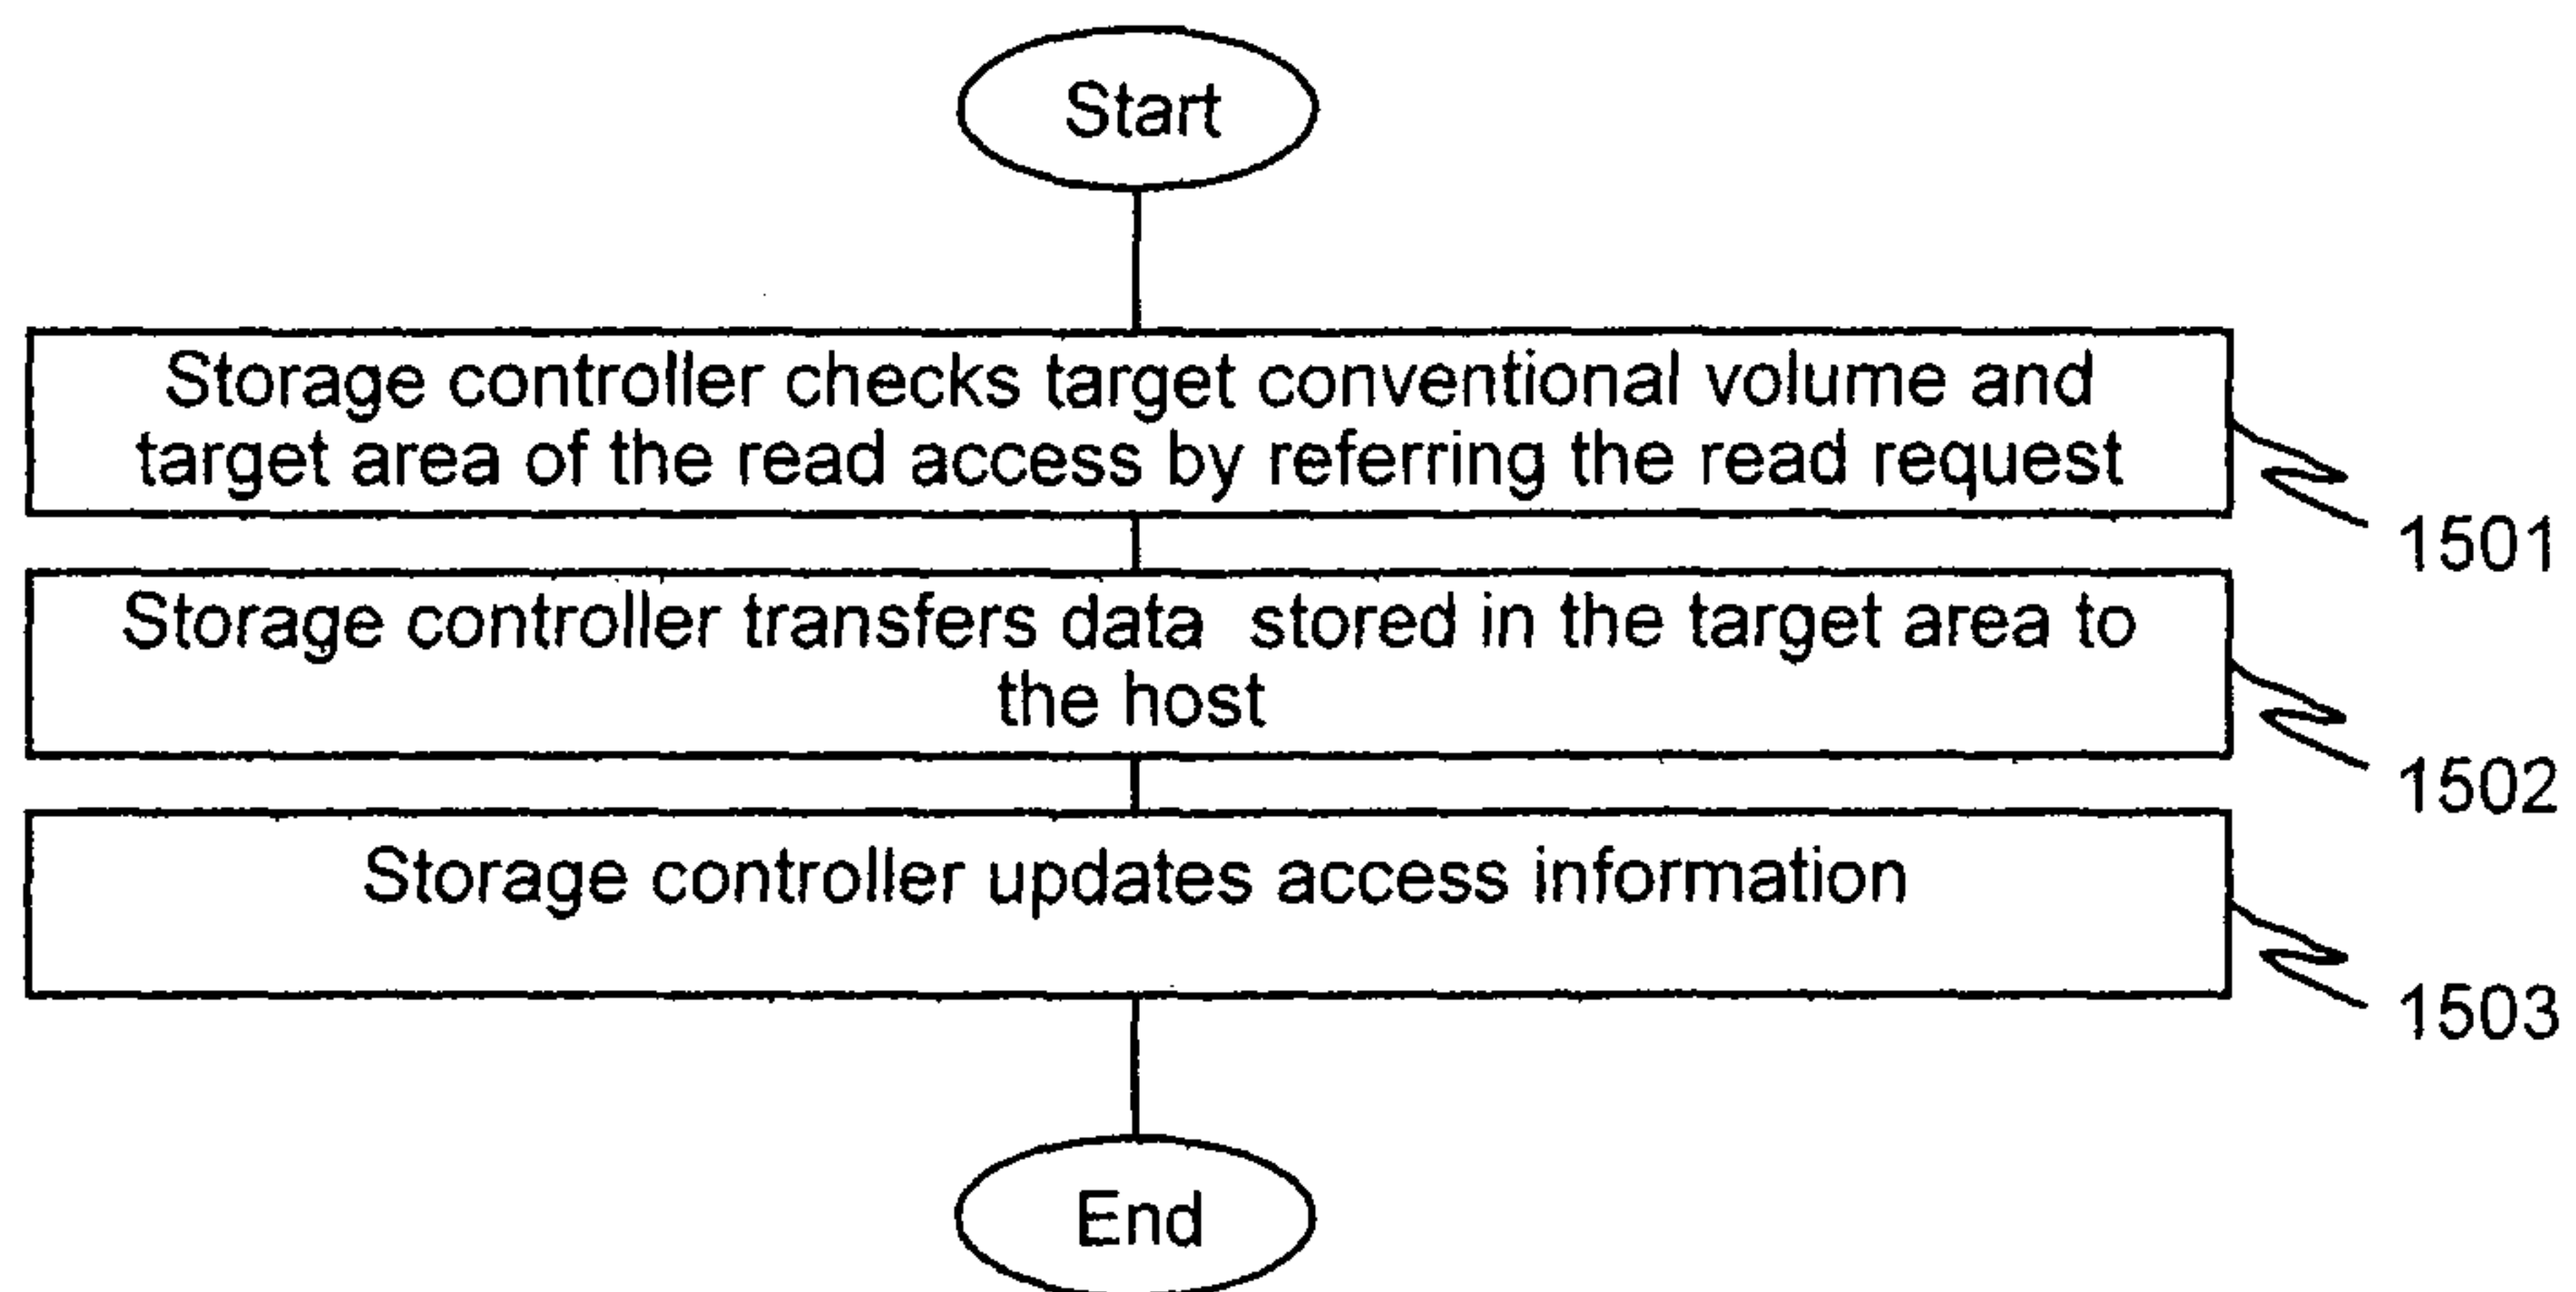 Start
Storage controller checks target conventional volume and
target area of the read access by referring the read request
1501
Storage controller transfers data stored in the target area to
the host
1502
Storage controller updates access information
1503
End